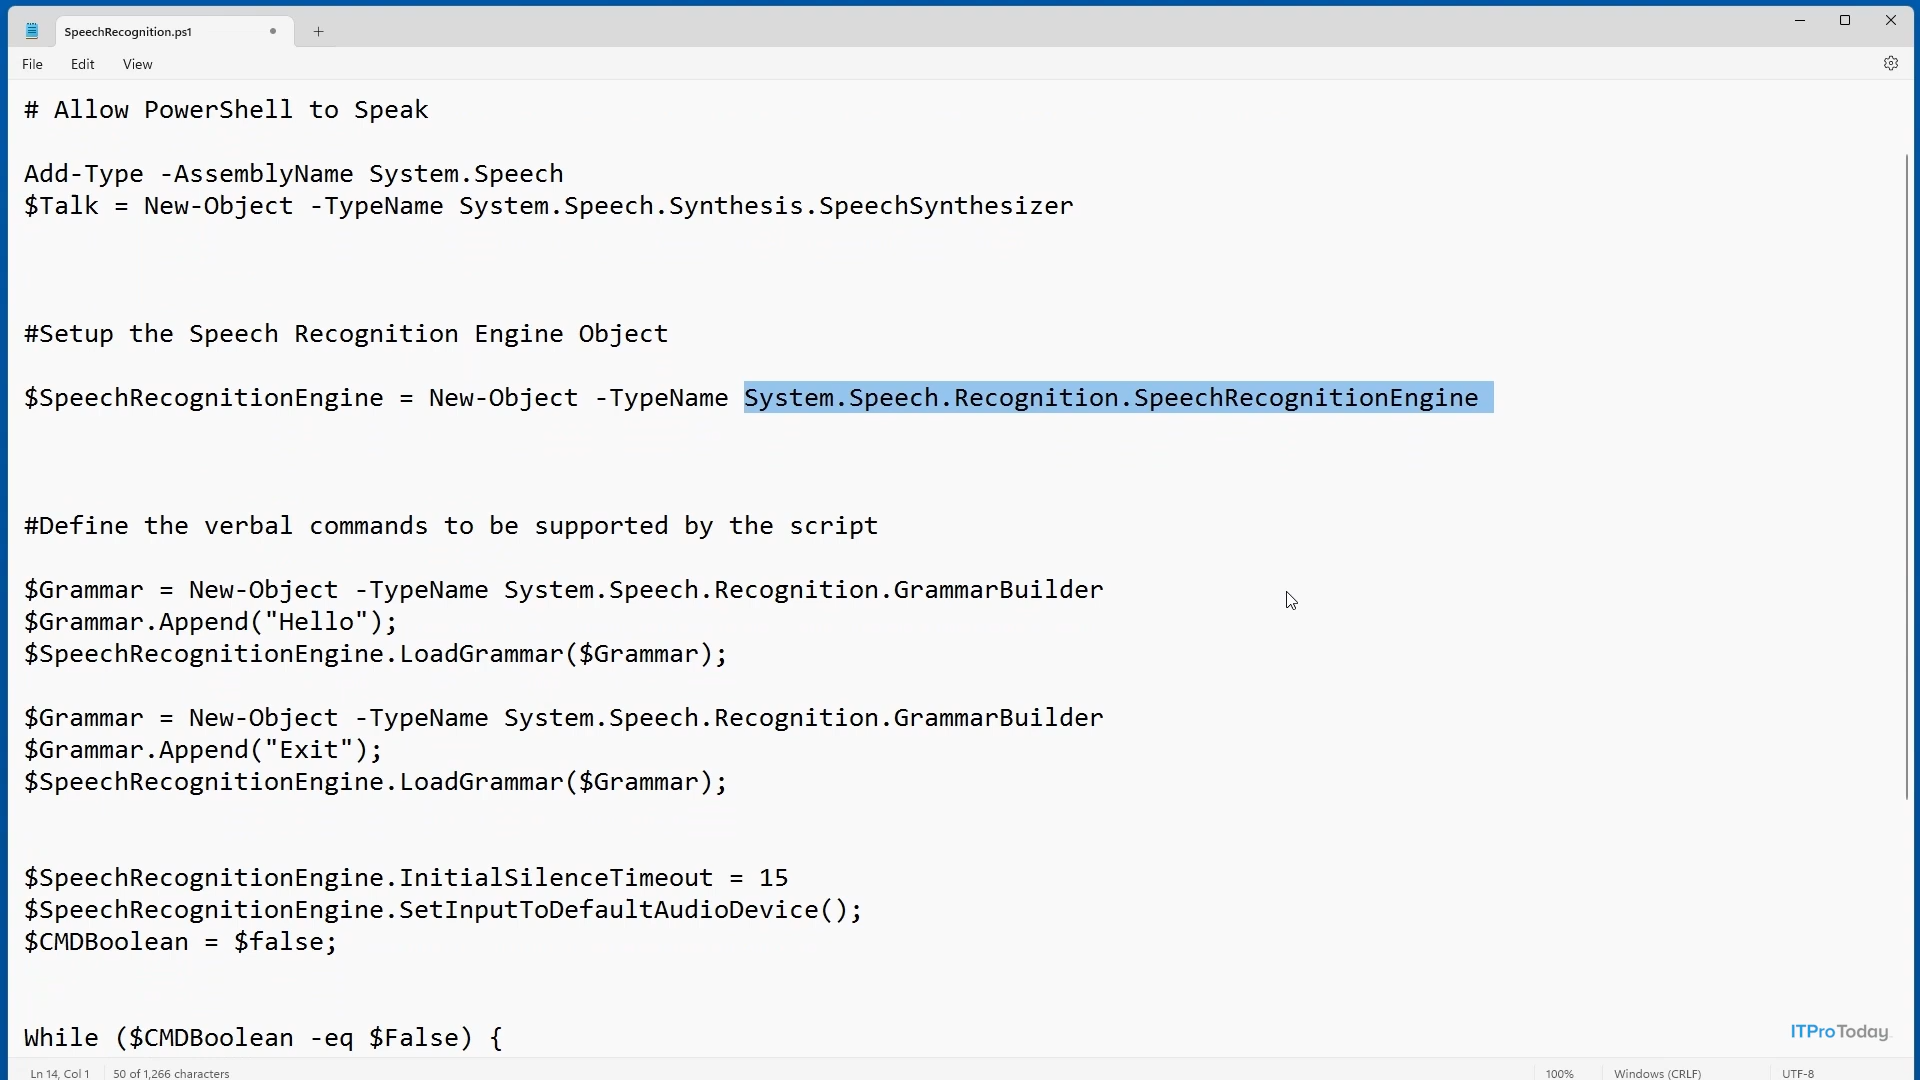 SpeechRecognition.ps1
File Edit View
# Allow PowerShell to Speak
Add-Type -AssemblyName System.Speech
$Talk = New-Object -TypeName System.Speech.Synthesis.SpeechSynthesizer
#Setup the Speech Recognition Engine Object
$SpeechRecognitionEngine = New-Object -TypeName System.Speech.Recognition.SpeechRecognitionEngine
#Define the verbal commands to be supported by the script
$Grammar = New-Object -TypeName System.Speech.Recognition.GrammarBuilder
$Grammar.Append("Hello");
$SpeechRecognitionEngine.LoadGrammar($Grammar);
$Grammar = New-Object -TypeName System.Speech.Recognition.GrammarBuilder
$Grammar.Append("Exit");
$SpeechRecognitionEngine.LoadGrammar($Grammar);
$SpeechRecognitionEngine.InitialSilenceTimeout = 15
$SpeechRecognitionEngine.SetInputToDefaultAudioDevice();
$CMDBoolean = $false;
While ($CMDBoolean -eq $False) {
ITProToday
Ln 14, Col 1 50 of 1,266 characters 100% Windows (CRLF) UTF-8